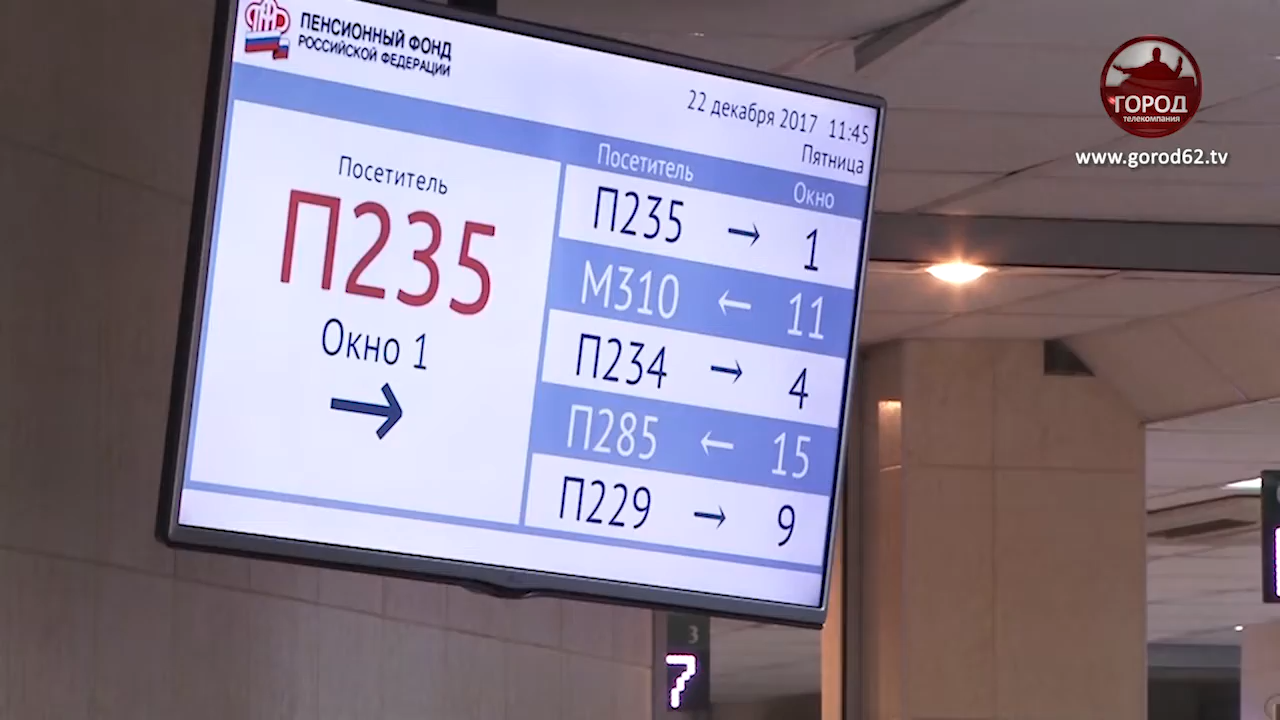 ПЕНСИОННЫЙ ФОНД
РОССИЙСКОЙ ФЕДЕРАЦИИ
22 декабря 2017 11:45
Пятница
Посетитель
П235
Окно 1
→
Посетитель Окно
П235 → 1
М310 ← 11
П234 → 4
П285 ← 15
П229 → 9
ГОРОД
телекомпания
www.gorod62.tv
3
7